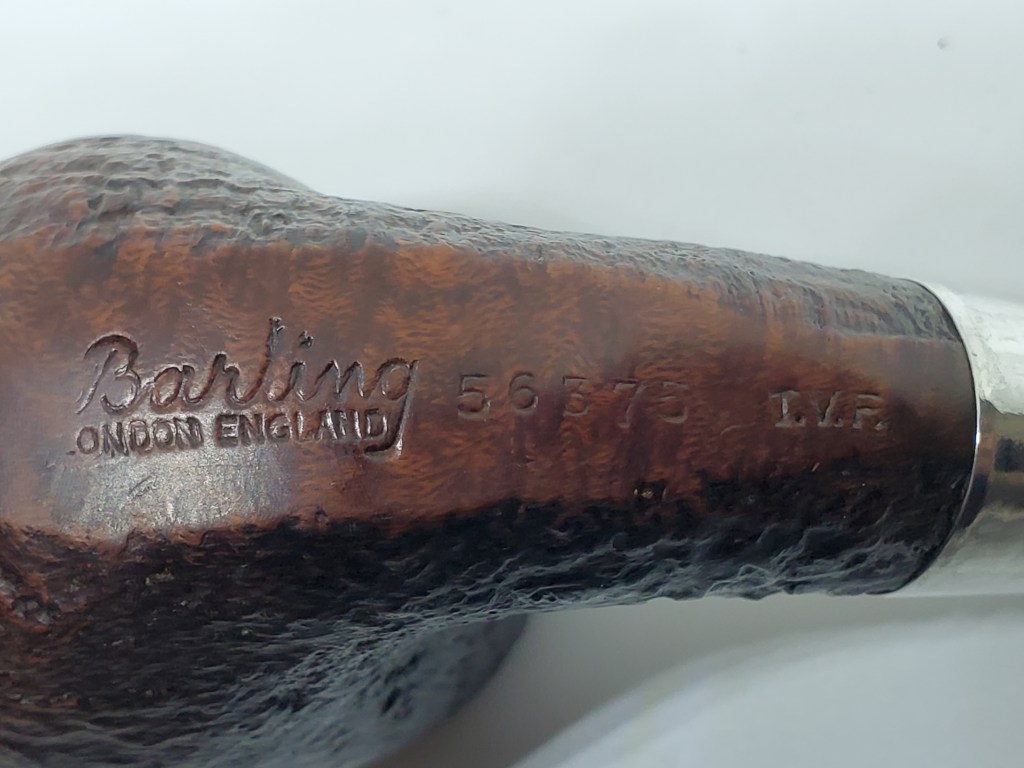 Barling 56373 T.V.F.
LONDON ENGLAND